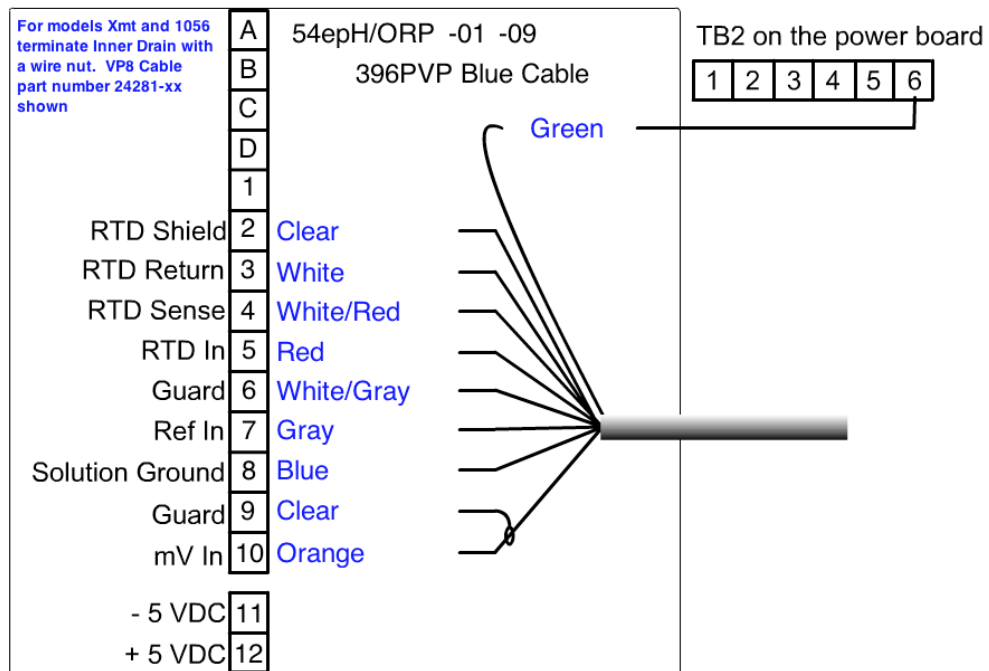 For models Xmt and 1056
terminate Inner Drain with
a wire nut. VP8 Cable
part number 24281-xx
shown
A
54epH/ORP -01 -09
TB2 on the power board
B
396PVP Blue Cable
1 2 3 4 5 6
C
Green
D
1
RTD Shield 2 Clear
RTD Return 3 White
RTD Sense 4 White/Red
RTD In 5 Red
Guard 6 White/Gray
Ref In 7 Gray
Solution Ground 8 Blue
Guard 9 Clear
mV In 10 Orange
- 5 VDC 11
+ 5 VDC 12